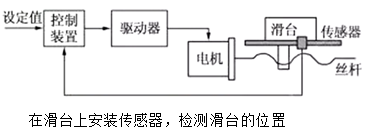 设定值
控制
装置
驱动器
电机
滑台
传感器
丝杆
在滑台上安装传感器，检测滑台的位置